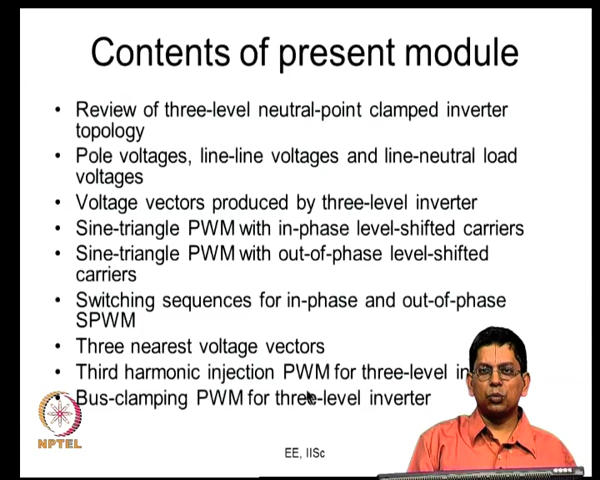 Contents of present module
• Review of three-level neutral-point clamped inverter
topology
• Pole voltages, line-line voltages and line-neutral load
voltages
• Voltage vectors produced by three-level inverter
• Sine-triangle PWM with in-phase level-shifted carriers
• Sine-triangle PWM with out-of-phase level-shifted
carriers
• Switching sequences for in-phase and out-of-phase
SPWM
• Three nearest voltage vectors
• Third harmonic injection PWM for three-level in
Bus-clamping PWM for three-level inverter
NPTEL
EE, IISc